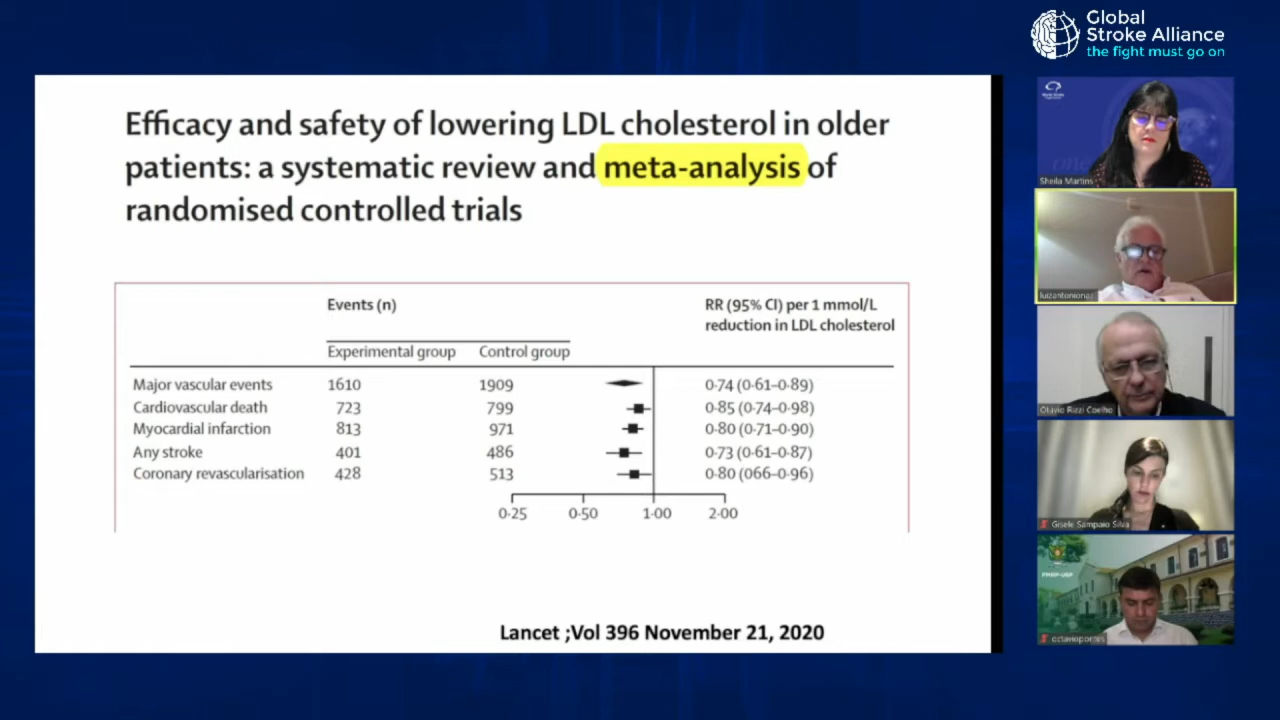 Global
Stroke Alliance
the fight must go on
Efficacy and safety of lowering LDL cholesterol in older
patients: a systematic review and meta-analysis of
randomised controlled trials
Events (n)
RR (95% CI) per 1 mmol/L
reduction in LDL cholesterol
Experimental group Control group
Major vascular events 1610 1909 0·74 (0·61–0·89)
Cardiovascular death 723 799 0·85 (0·74–0·98)
Myocardial infarction 813 971 0·80 (0·71–0·90)
Any stroke 401 486 0·73 (0·61–0·87)
Coronary revascularisation 428 513 0·80 (066–0·96)
0·25 0·50 1·00 2·00
Lancet ;Vol 396 November 21, 2020
Sheila Martins
luizantonionas
Otavio Rizzi Coelho
Gisele Sampaio Silva
octaviopontes